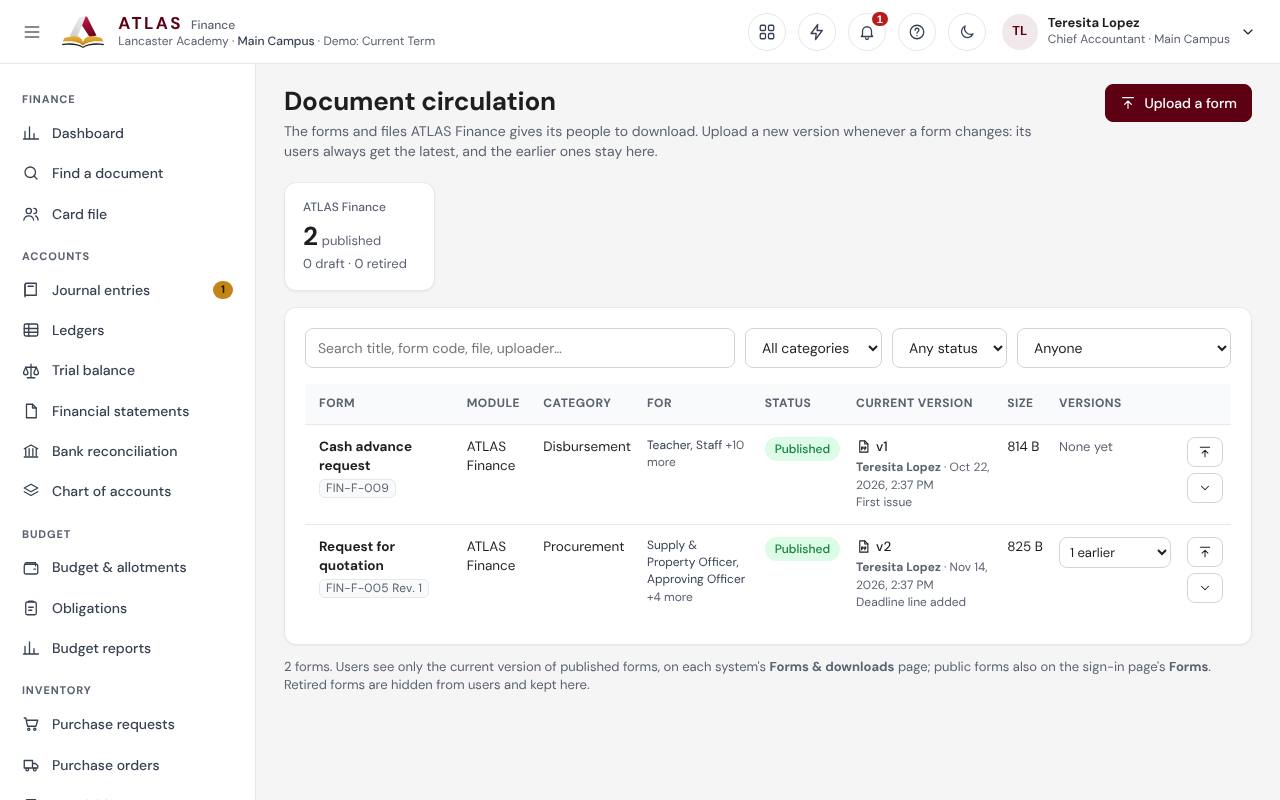 ATLAS Finance
Lancaster Academy · Main Campus · Demo: Current Term
1
TL
Teresita Lopez
Chief Accountant · Main Campus
FINANCE
Dashboard
Find a document
Card file
ACCOUNTS
Journal entries 1
Ledgers
Trial balance
Financial statements
Bank reconciliation
Chart of accounts
BUDGET
Budget & allotments
Obligations
Budget reports
INVENTORY
Purchase requests
Purchase orders
Document circulation
Upload a form
The forms and files ATLAS Finance gives its people to download. Upload a new version whenever a form changes: its
users always get the latest, and the earlier ones stay here.
ATLAS Finance
2 published
0 draft · 0 retired
Search title, form code, file, uploader…
All categories
Any status
Anyone
FORM MODULE CATEGORY FOR STATUS CURRENT VERSION SIZE VERSIONS
Cash advance
request
FIN-F-009
ATLAS
Finance
Disbursement
Teacher, Staff +10
more
Published
v1
Teresita Lopez · Oct 22,
2026, 2:37 PM
First issue
814 B
None yet
Request for
quotation
FIN-F-005 Rev. 1
ATLAS
Finance
Procurement
Supply &
Property Officer,
Approving Officer
+4 more
Published
v2
Teresita Lopez · Nov 14,
2026, 2:37 PM
Deadline line added
825 B
1 earlier
2 forms. Users see only the current version of published forms, on each system's Forms & downloads page; public forms also on the sign-in page's Forms.
Retired forms are hidden from users and kept here.